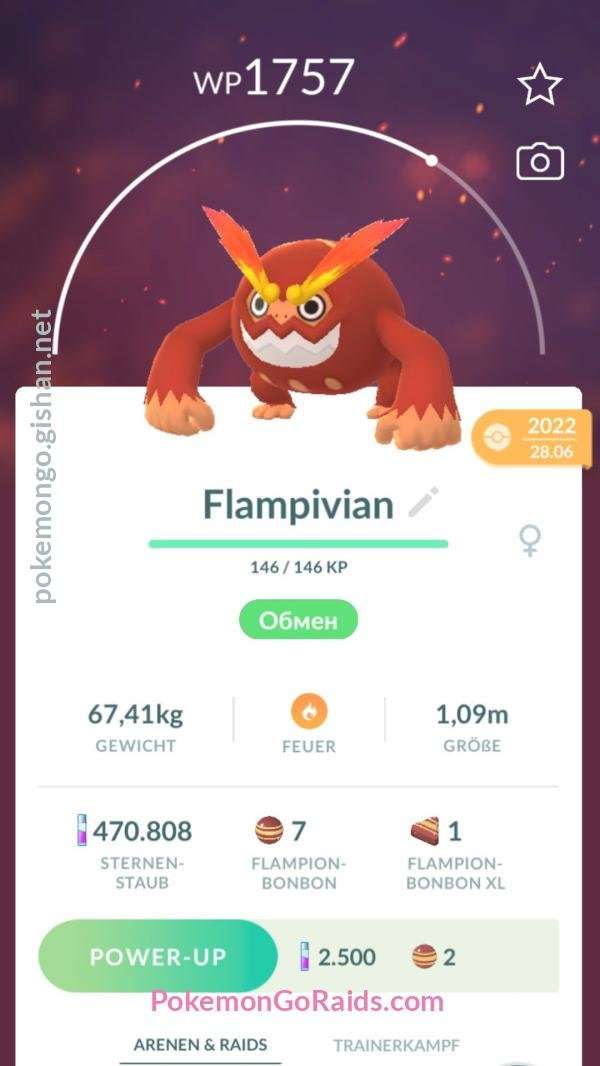 WP1757
pokemongo.gishan.net
2022
28.06
Flampivian
146 / 146 KP
Обмен
67,41kg
GEWICHT
FEUER
1,09m
GRÖßE
470.808
STERNEN-
STAUB
7
FLAMPION-
BONBON
1
FLAMPION-
BONBON XL
POWER-UP
2.500
2
PokemonGoRaids.com
ARENEN & RAIDS
TRAINERKAMPF